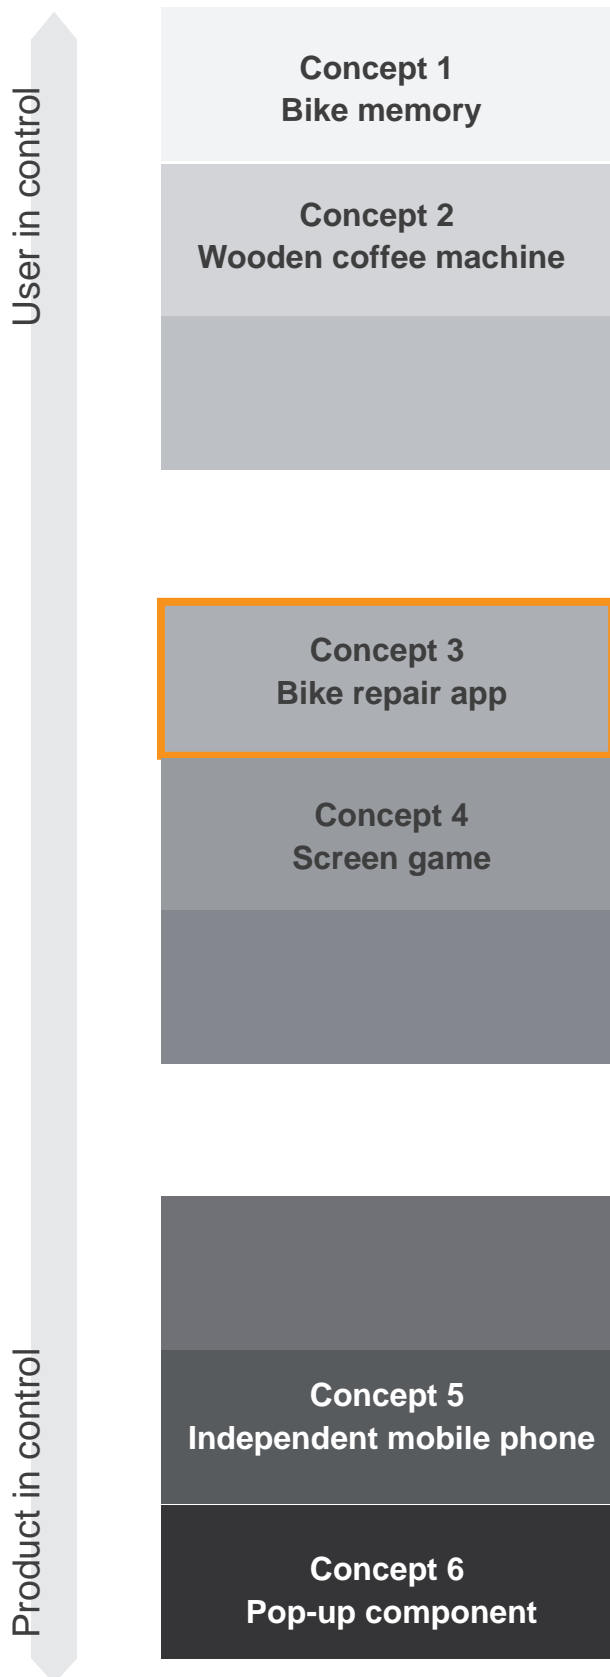 User in control
Concept 1
Bike memory
Concept 2
Wooden coffee machine
Concept 3
Bike repair app
Concept 4
Screen game
Product in control
Concept 5
Independent mobile phone
Concept 6
Pop-up component